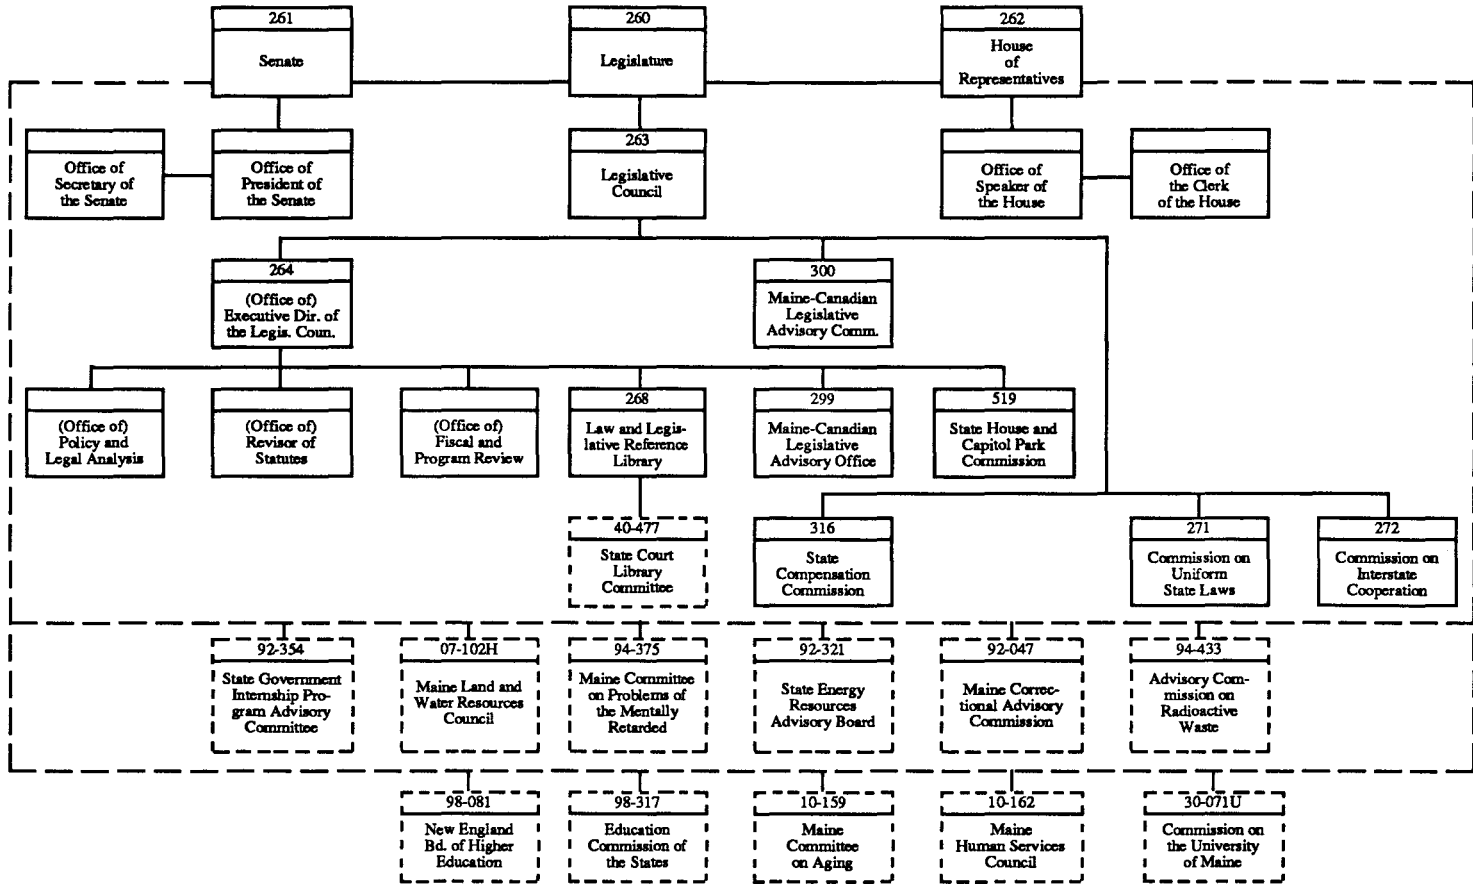 261
Senate
260
Legislature
262
House
of
Representatives
Office of
Secretary of
the Senate
Office of
President of
the Senate
263
Legislative
Council
Office of
Speaker of
the House
Office of
the Clerk
of the House
264
(Office of)
Executive Dir. of
the Legis. Coun.
300
Maine-Canadian
Legislative
Advisory Comm.
(Office of)
Policy and
Legal Analysis
(Office of)
Revisor of
Statutes
(Office of)
Fiscal and
Program Review
268
Law and Legis-
lative Reference
Library
299
Maine-Canadian
Legislative
Advisory Office
519
State House and
Capitol Park
Commission
40-477
State Court
Library
Committee
316
State
Compensation
Commission
271
Commission on
Uniform
State Laws
272
Commission on
Interstate
Cooperation
92-354
State Government
Internship Pro-
gram Advisory
Committee
07-102H
Maine Land and
Water Resources
Council
94-375
Maine Committee
on Problems of
the Mentally
Retarded
92-321
State Energy
Resources
Advisory Board
92-047
Maine Correc-
tional Advisory
Commission
94-433
Advisory Com-
mission on
Radioactive
Waste
98-081
New England
Bd. of Higher
Education
98-317
Education
Commission of
the States
10-159
Maine
Committee
on Aging
10-162
Maine
Human Services
Council
30-071U
Commission on
the University
of Maine